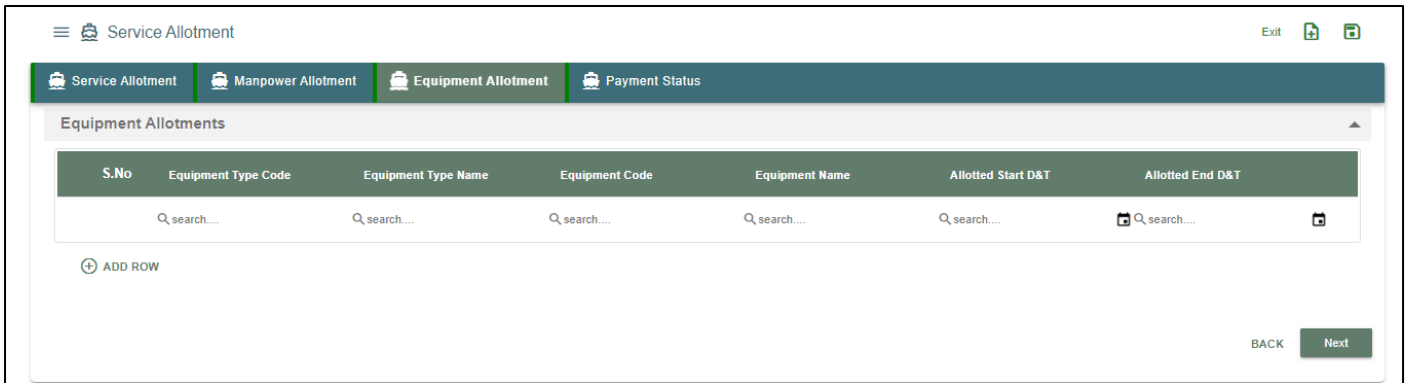 Service Allotment Exit
Service Allotment Manpower Allotment Equipment Allotment Payment Status
Equipment Allotments
S.No Equipment Type Code Equipment Type Name Equipment Code Equipment Name Allotted Start D&T Allotted End D&T
search.... search.... search.... search.... search.... search....
ADD ROW
BACK Next